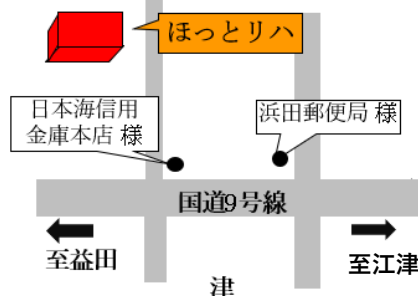 ほっとリハ
日本海信用
金庫本店 様
浜田郵便局 様
国道9号線
至益田
至江津
津